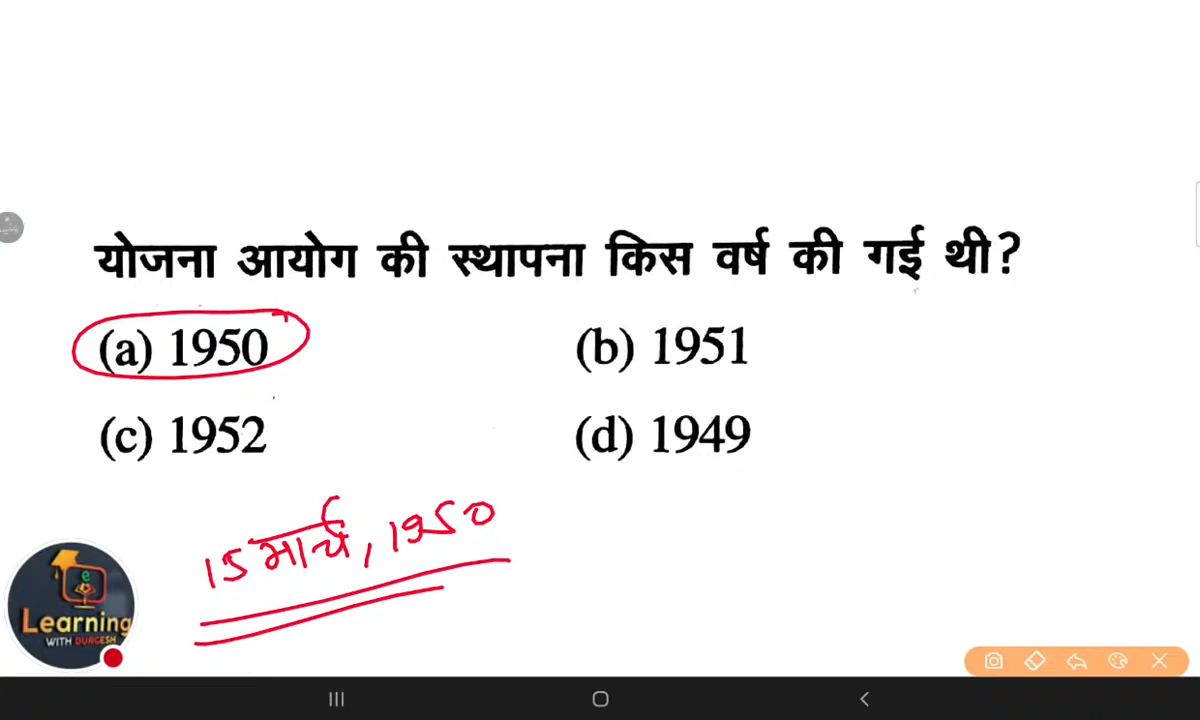 योजना आयोग की स्थापना किस वर्ष की गई थी?
(a) 1950 (b) 1951
(c) 1952 (d) 1949
15 मार्च, 1950
e
Learning
WITH DURGESH